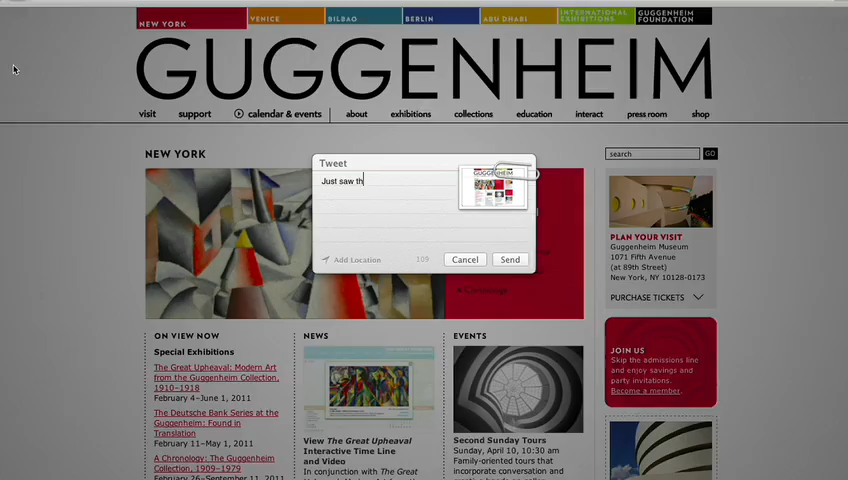 NEW YORK
VENICE
BILBAO
BERLIN
ABU DHABI
INTERNATIONAL
EXHIBITIONS
GUGGENHEIM
FOUNDATION
GUGGENHEIM
visit
support
calendar & events
about
exhibitions
collections
education
interact
press room
shop
NEW YORK
search
GO
Tweet
Just saw th
GUGGENHEIM
Add Location
109
Cancel
Send
PLAN YOUR VISIT
Guggenheim Museum
1071 Fifth Avenue
(at 89th Street)
New York, NY 10128-0173
PURCHASE TICKETS
JOIN US
Skip the admissions line
and enjoy savings and
party invitations.
Become a member.
ON VIEW NOW
Special Exhibitions
The Great Upheaval: Modern Art
from the Guggenheim Collection,
1910–1918
February 4–June 1, 2011
The Deutsche Bank Series at the
Guggenheim: Found in
Translation
February 11–May 1, 2011
A Chronology: The Guggenheim
Collection, 1909–1979
February 26–September 11, 2011
NEWS
View The Great Upheaval
Interactive Time Line
and Video
In conjunction with The Great
EVENTS
Second Sunday Tours
Sunday, April 10, 10:30 am
Family-oriented tours that
incorporate conversation and